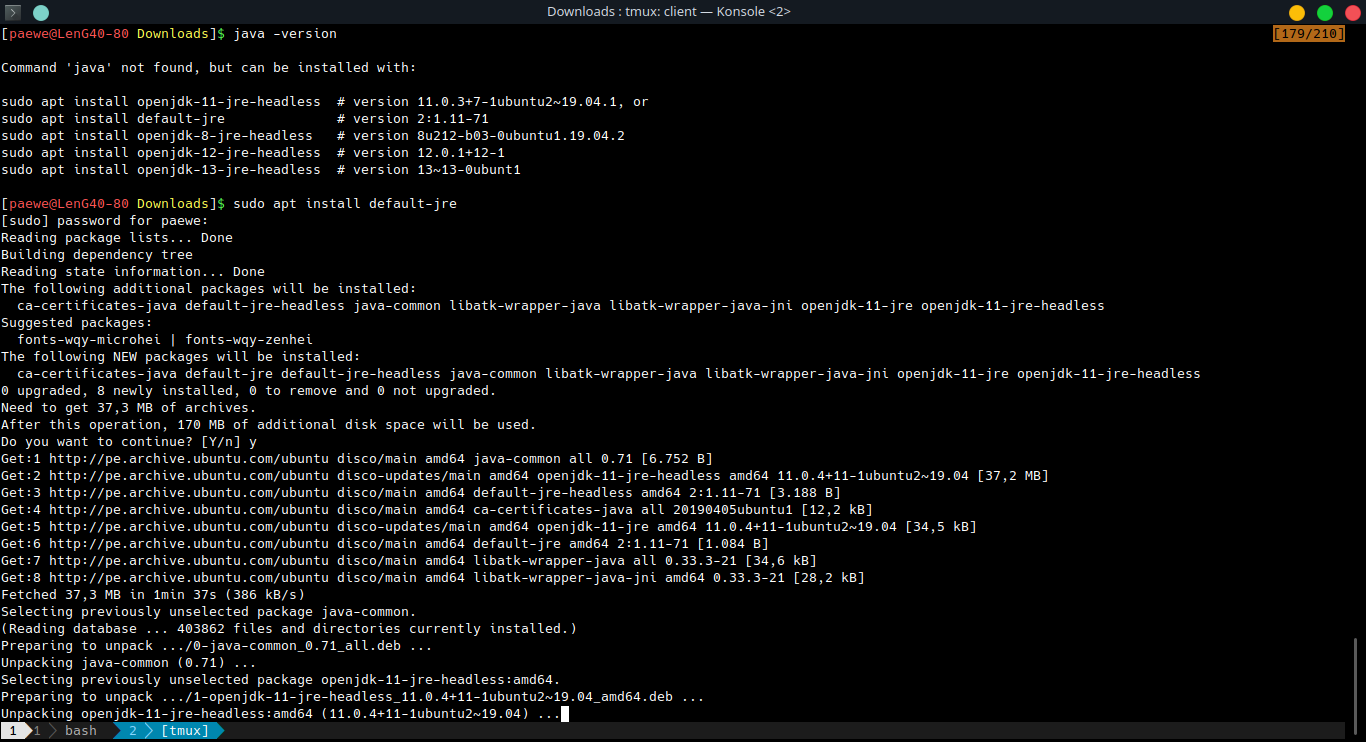 Downloads : tmux: client — Konsole <2>
[paewe@LenG40-80 Downloads]$ java -version
[179/210]
Command 'java' not found, but can be installed with:
sudo apt install openjdk-11-jre-headless  # version 11.0.3+7-1ubuntu2~19.04.1, or
sudo apt install default-jre              # version 2:1.11-71
sudo apt install openjdk-8-jre-headless   # version 8u212-b03-0ubuntu1.19.04.2
sudo apt install openjdk-12-jre-headless  # version 12.0.1+12-1
sudo apt install openjdk-13-jre-headless  # version 13~13-0ubunt1
[paewe@LenG40-80 Downloads]$ sudo apt install default-jre
[sudo] password for paewe:
Reading package lists... Done
Building dependency tree
Reading state information... Done
The following additional packages will be installed:
  ca-certificates-java default-jre-headless java-common libatk-wrapper-java libatk-wrapper-java-jni openjdk-11-jre openjdk-11-jre-headless
Suggested packages:
  fonts-wqy-microhei | fonts-wqy-zenhei
The following NEW packages will be installed:
  ca-certificates-java default-jre default-jre-headless java-common libatk-wrapper-java libatk-wrapper-java-jni openjdk-11-jre openjdk-11-jre-headless
0 upgraded, 8 newly installed, 0 to remove and 0 not upgraded.
Need to get 37,3 MB of archives.
After this operation, 170 MB of additional disk space will be used.
Do you want to continue? [Y/n] y
Get:1 http://pe.archive.ubuntu.com/ubuntu disco/main amd64 java-common all 0.71 [6.752 B]
Get:2 http://pe.archive.ubuntu.com/ubuntu disco-updates/main amd64 openjdk-11-jre-headless amd64 11.0.4+11-1ubuntu2~19.04 [37,2 MB]
Get:3 http://pe.archive.ubuntu.com/ubuntu disco/main amd64 default-jre-headless amd64 2:1.11-71 [3.188 B]
Get:4 http://pe.archive.ubuntu.com/ubuntu disco/main amd64 ca-certificates-java all 20190405ubuntu1 [12,2 kB]
Get:5 http://pe.archive.ubuntu.com/ubuntu disco-updates/main amd64 openjdk-11-jre amd64 11.0.4+11-1ubuntu2~19.04 [34,5 kB]
Get:6 http://pe.archive.ubuntu.com/ubuntu disco/main amd64 default-jre amd64 2:1.11-71 [1.084 B]
Get:7 http://pe.archive.ubuntu.com/ubuntu disco/main amd64 libatk-wrapper-java all 0.33.3-21 [34,6 kB]
Get:8 http://pe.archive.ubuntu.com/ubuntu disco/main amd64 libatk-wrapper-java-jni amd64 0.33.3-21 [28,2 kB]
Fetched 37,3 MB in 1min 37s (386 kB/s)
Selecting previously unselected package java-common.
(Reading database ... 403862 files and directories currently installed.)
Preparing to unpack .../0-java-common_0.71_all.deb ...
Unpacking java-common (0.71) ...
Selecting previously unselected package openjdk-11-jre-headless:amd64.
Preparing to unpack .../1-openjdk-11-jre-headless_11.0.4+11-1ubuntu2~19.04_amd64.deb ...
Unpacking openjdk-11-jre-headless:amd64 (11.0.4+11-1ubuntu2~19.04) ...
1 1 bash 2 [tmux]